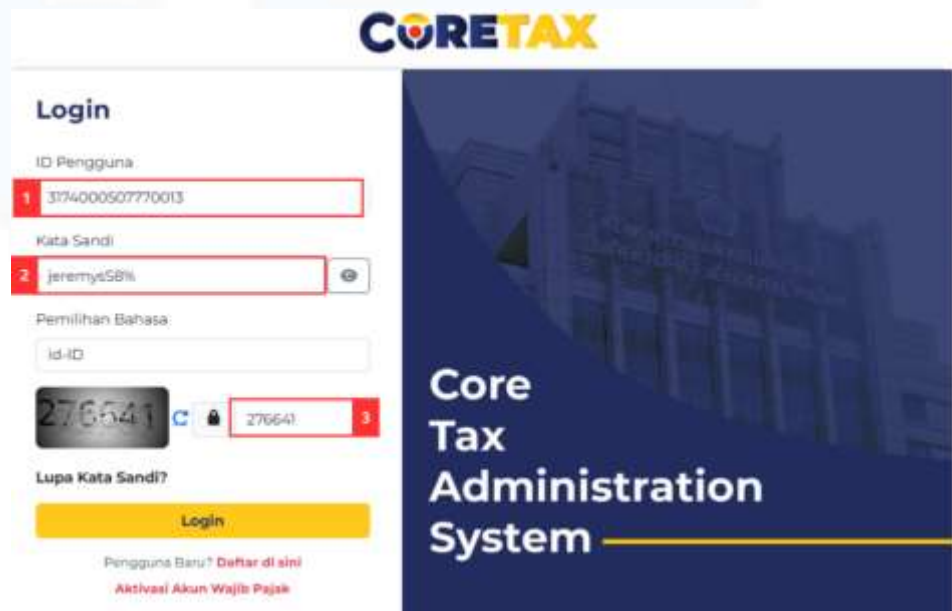 CORETAX
Login
ID Pengguna
1 3174000507770013
Kata Sandi
2 jeremys58%
Pemilihan Bahasa
id-ID
276641
276641 3
Lupa Kata Sandi?
Login
Pengguna Baru? Daftar di sini
Aktivasi Akun Wajib Pajak
Core
Tax
Administration
System